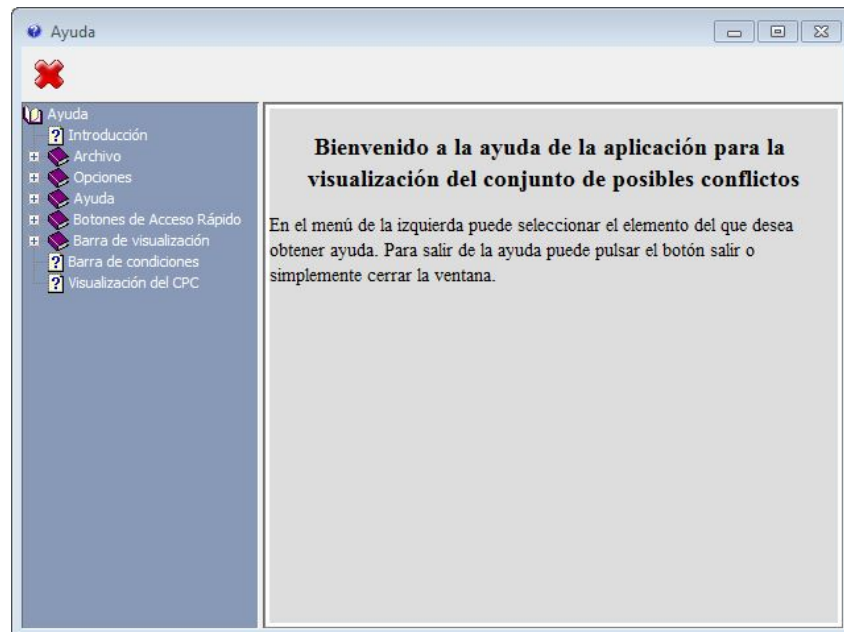 Ayuda
Ayuda
Introducción
Archivo
Opciones
Ayuda
Botones de Acceso Rápido
Barra de visualización
Barra de condiciones
Visualización del CPC
Bienvenido a la ayuda de la aplicación para la
visualización del conjunto de posibles conflictos
En el menú de la izquierda puede seleccionar el elemento del que desea
obtener ayuda. Para salir de la ayuda puede pulsar el botón salir o
simplemente cerrar la ventana.